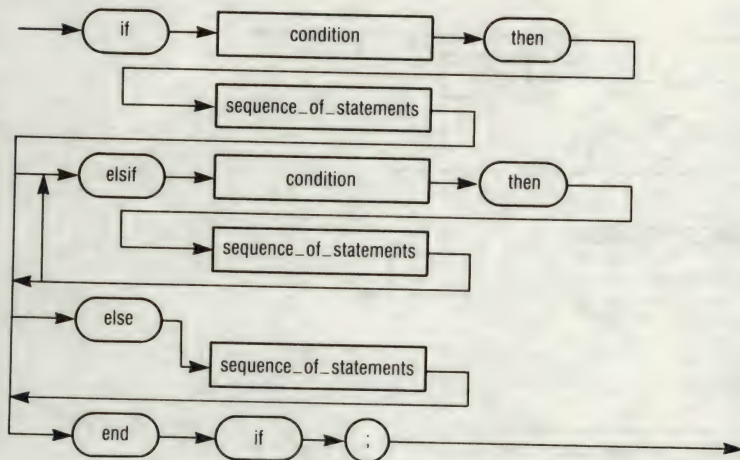 if condition then
sequence_of_statements
elsif condition then
sequence_of_statements
else
sequence_of_statements
end if ;